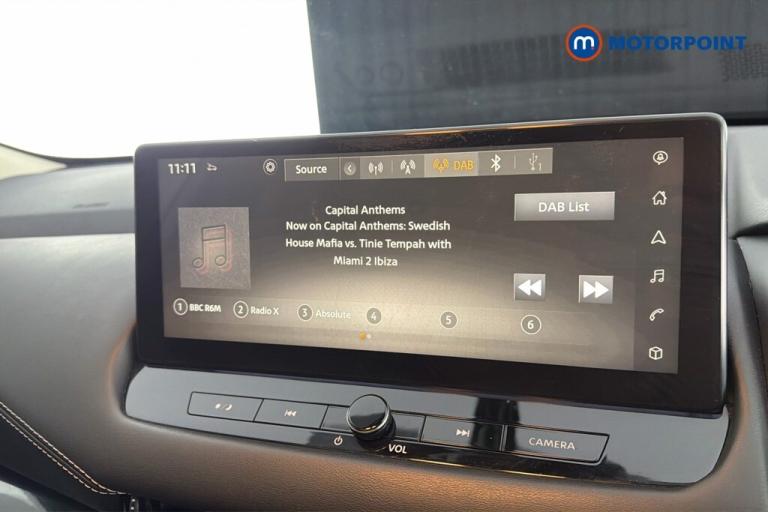 m MOTORPOINT
11:11
Source
DAB
1
Capital Anthems
Now on Capital Anthems: Swedish
House Mafia vs. Tinie Tempah with
Miami 2 Ibiza
DAB List
1 BBC R6M
2 Radio X
3 Absolute
4
5
6
VOL
CAMERA